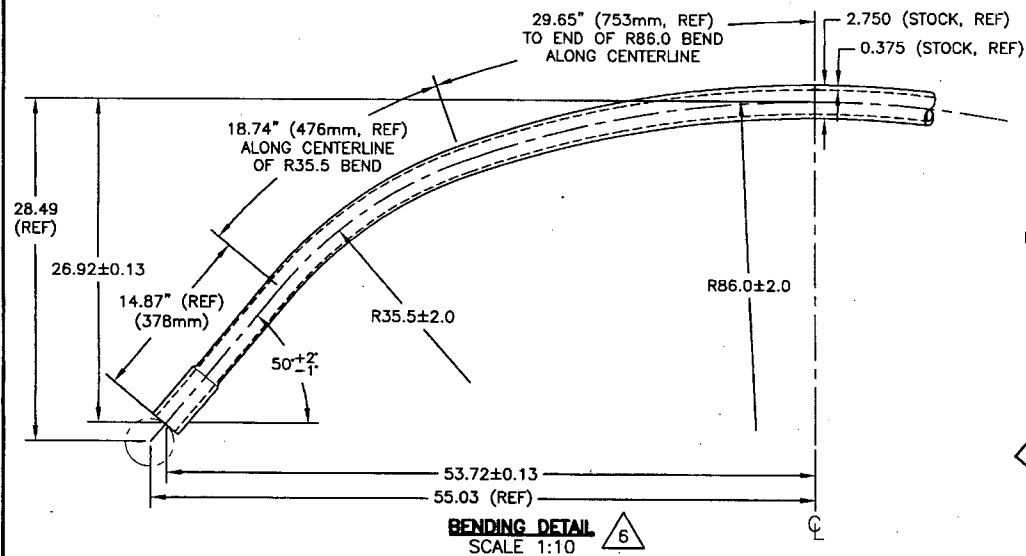 29.65" (753mm, REF)
TO END OF R86.0 BEND
ALONG CENTERLINE
2.750 (STOCK, REF)
0.375 (STOCK, REF)
18.74" (476mm, REF)
ALONG CENTERLINE
OF R35.5 BEND
28.49
(REF)
26.92±0.13
14.87" (REF)
(378mm)
R35.5±2.0
R86.0±2.0
50°+2°
-1°
53.72±0.13
55.03 (REF)
BENDING DETAIL
6
SCALE 1:10
℄